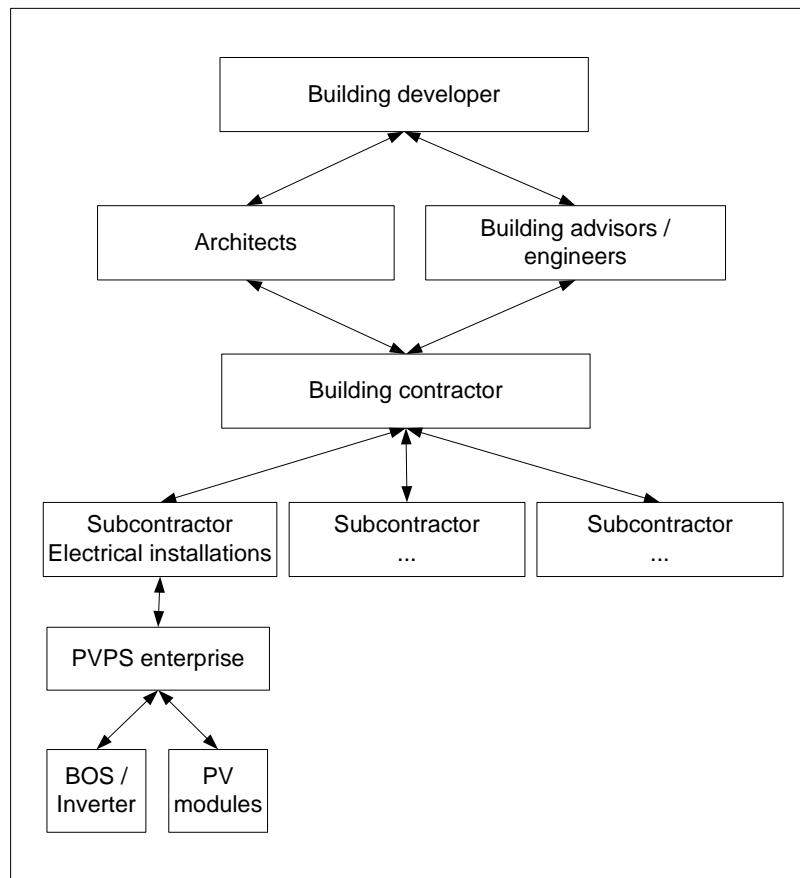 Building developer
Architects
Building advisors /
engineers
Building contractor
Subcontractor
Electrical installations
Subcontractor
...
Subcontractor
...
PVPS enterprise
BOS /
Inverter
PV
modules